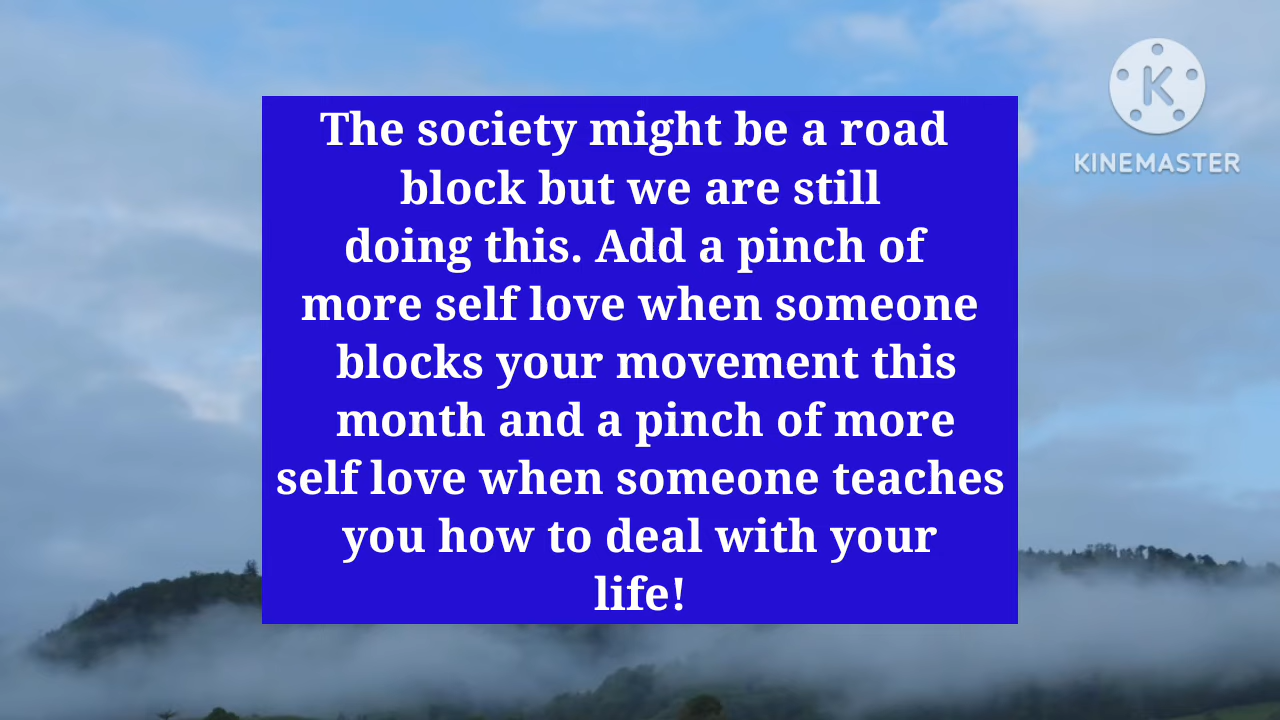 The society might be a road
block but we are still
doing this. Add a pinch of
more self love when someone
blocks your movement this
month and a pinch of more
self love when someone teaches
you how to deal with your
life!
K
KINEMASTER